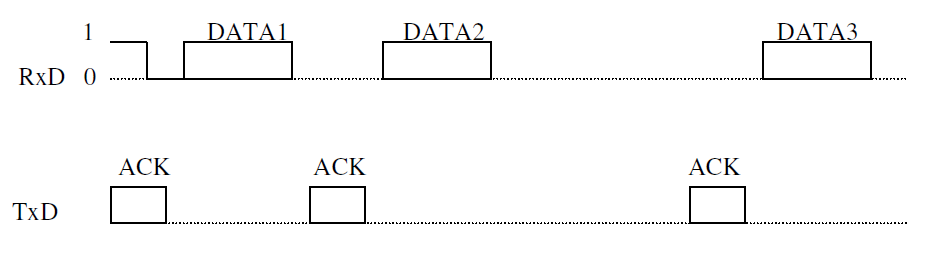 1 DATA1 DATA2 DATA3
RxD 0
ACK ACK ACK
TxD